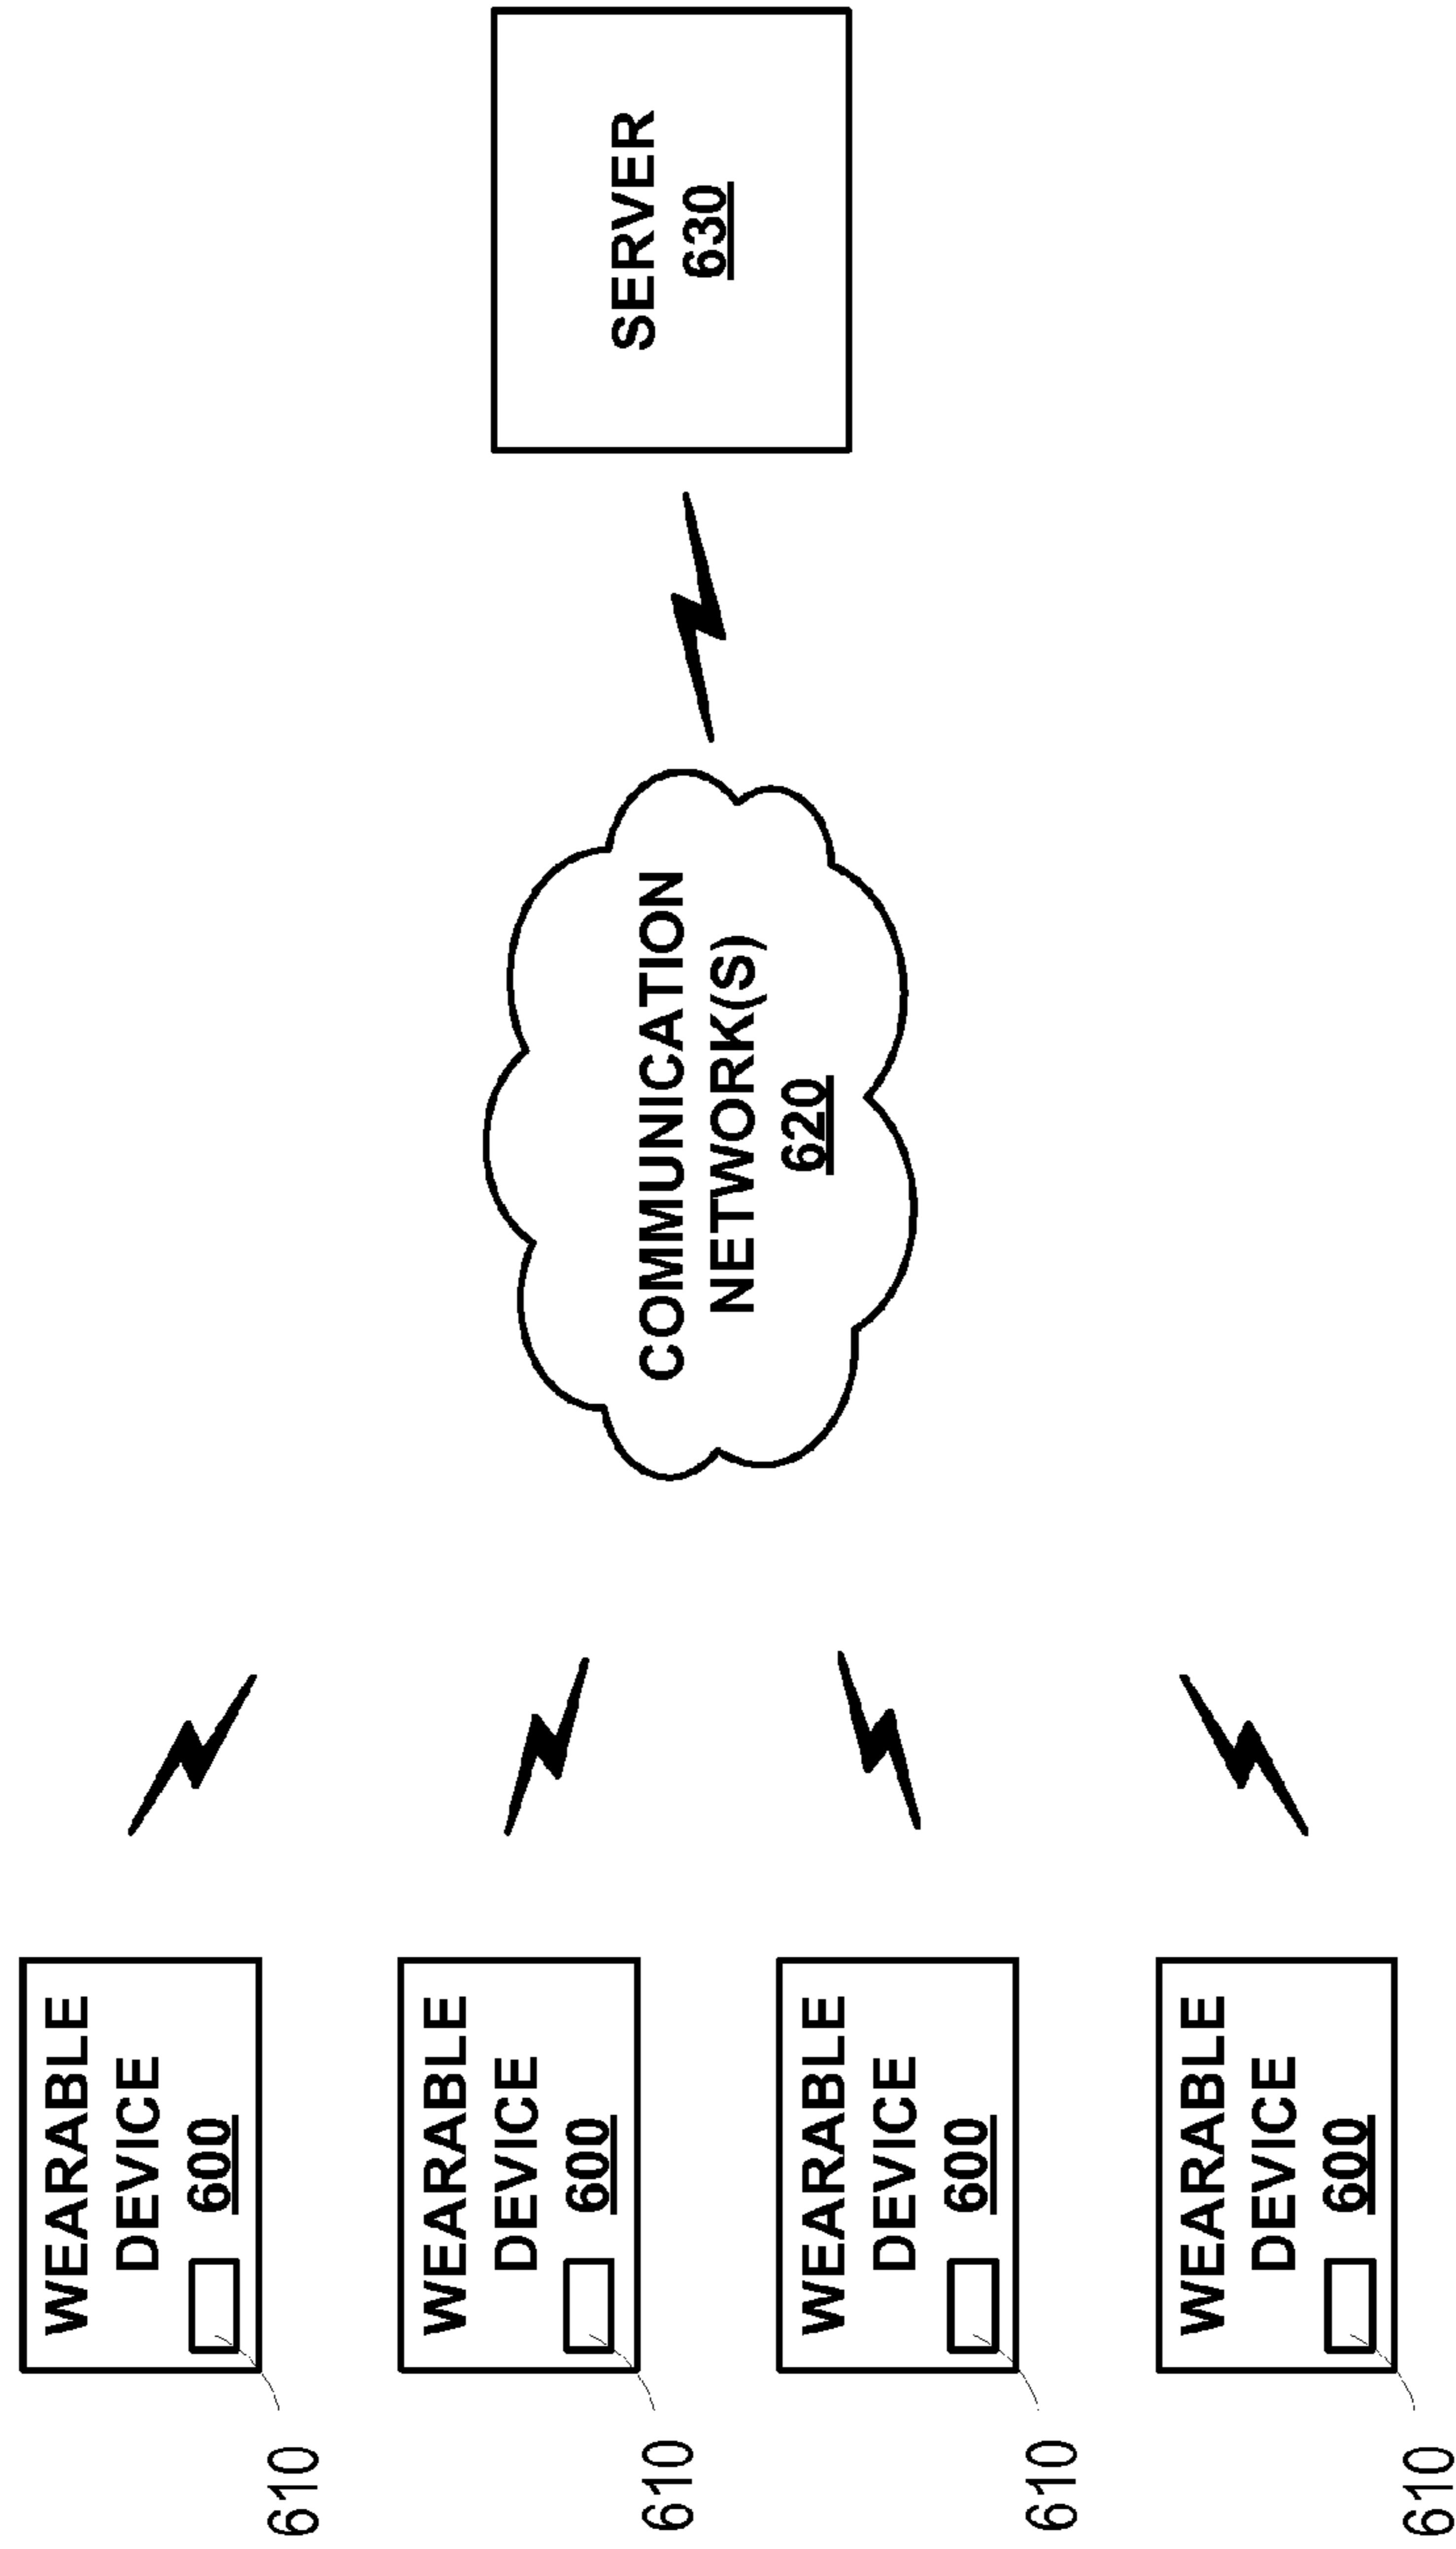 WEARABLE
DEVICE
600
610
WEARABLE
DEVICE
600
610
WEARABLE
DEVICE
600
610
WEARABLE
DEVICE
600
610
COMMUNICATION
NETWORK(S)
620
SERVER
630